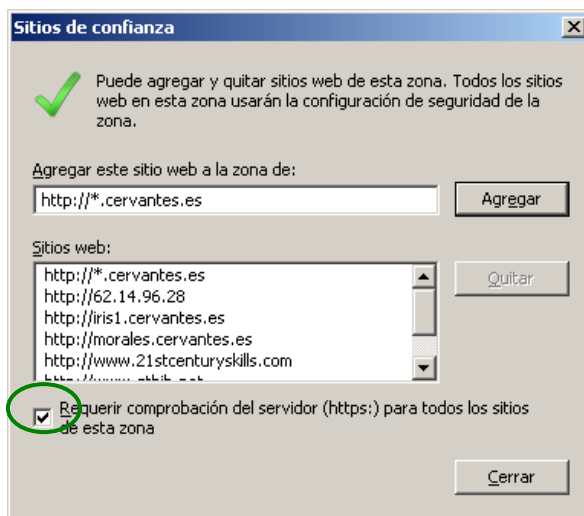 Sitios de confianza
Puede agregar y quitar sitios web de esta zona. Todos los sitios
web en esta zona usarán la configuración de seguridad de la
zona.
Agregar este sitio web a la zona de:
http://*.cervantes.es
Agregar
Sitios web:
http://*.cervantes.es
http://62.14.96.28
http://iris1.cervantes.es
http://morales.cervantes.es
http://www.21stcenturyskills.com
Quitar
Requerir comprobación del servidor (https:) para todos los sitios
de esta zona
Cerrar